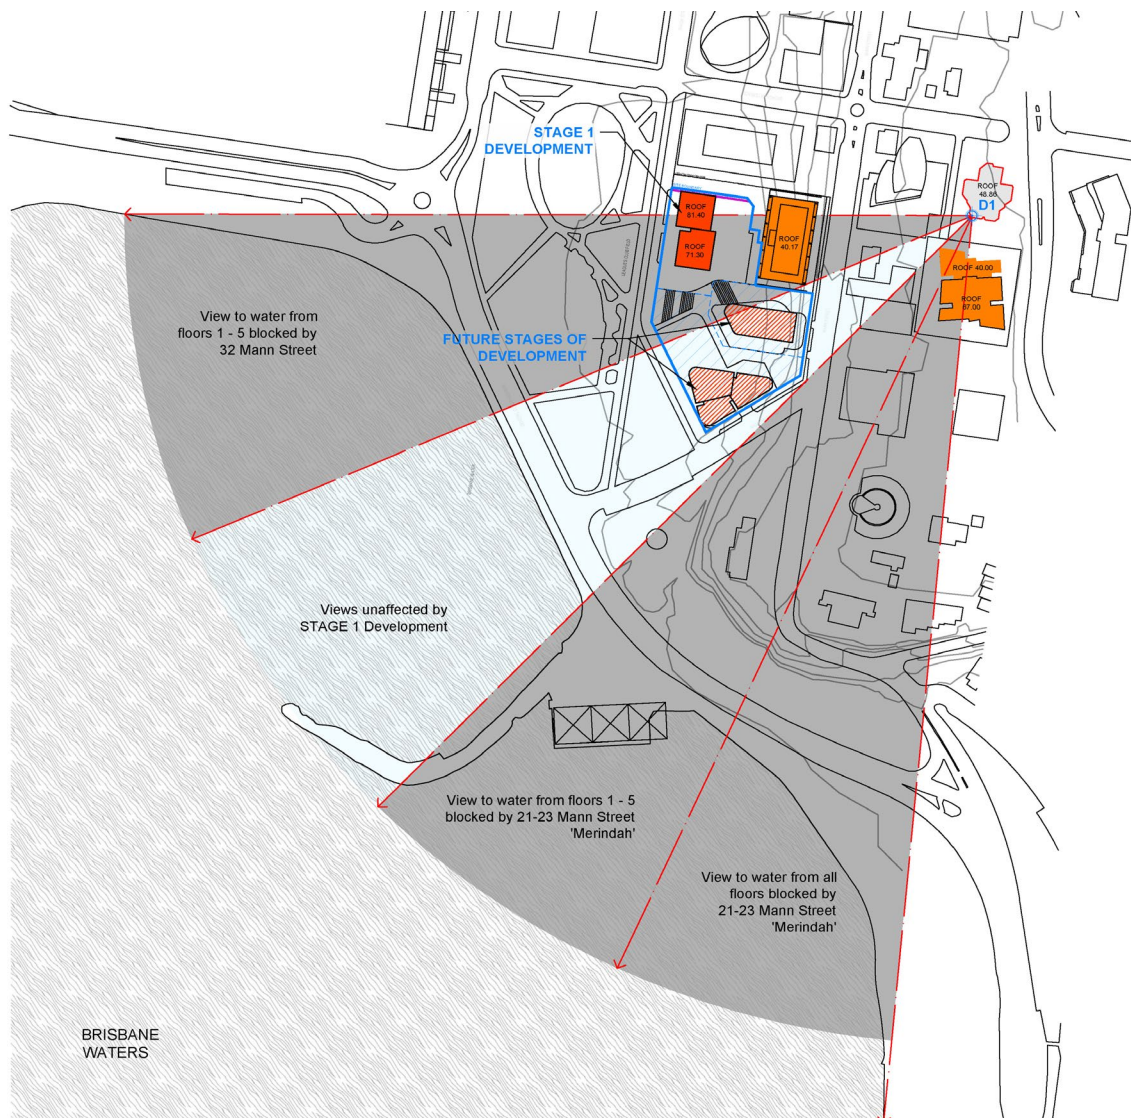 STAGE 1
DEVELOPMENT
ROOF
48.86
D1
ROOF
81.40
ROOF
71.30
ROOF
40.17
ROOF 40.00
ROOF
67.00
View to water from
floors 1 - 5 blocked by
32 Mann Street
FUTURE STAGES OF
DEVELOPMENT
Views unaffected by
STAGE 1 Development
View to water from floors 1 - 5
blocked by 21-23 Mann Street
'Merindah'
View to water from all
floors blocked by
21-23 Mann Street
'Merindah'
BRISBANE
WATERS